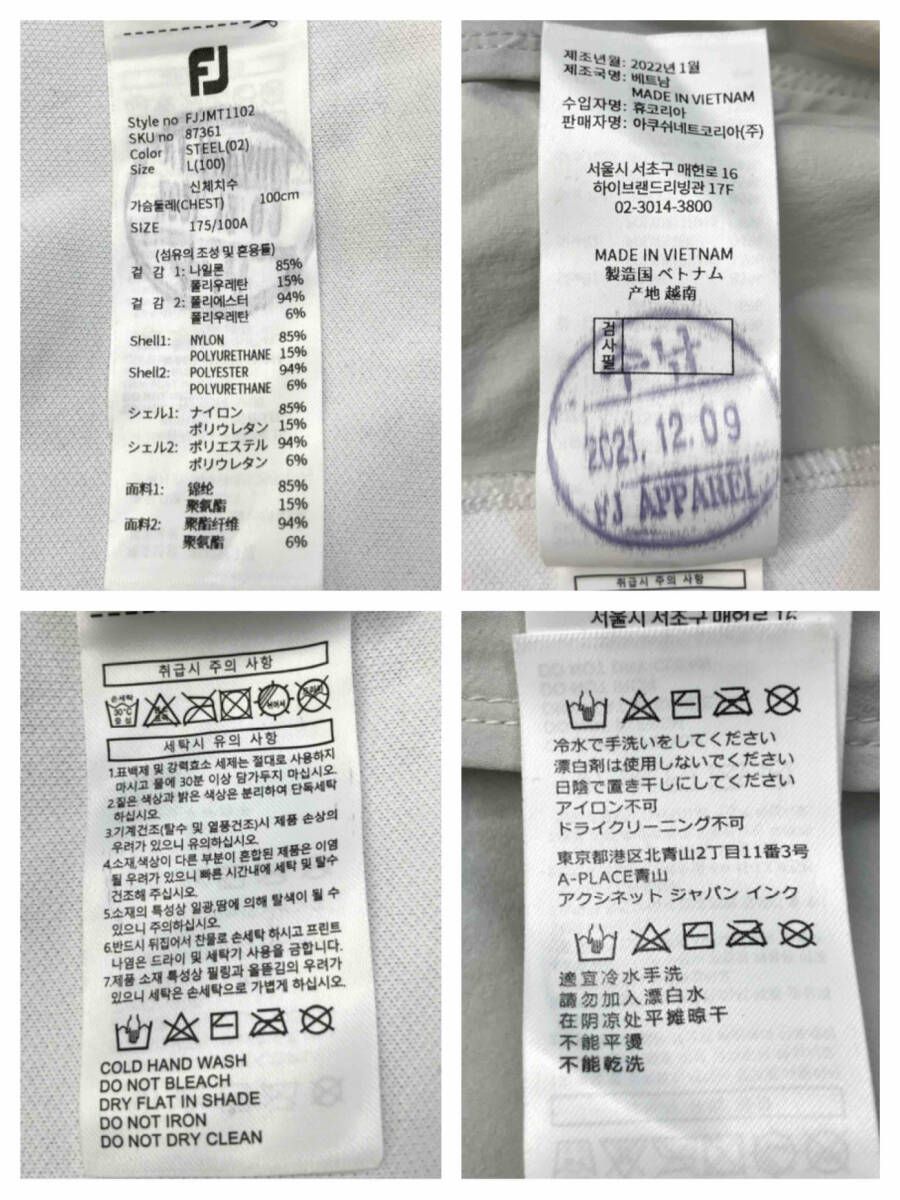 FJ
Style no FJJMT1102
SKU no 87361
Color STEEL(02)
Size L(100)
신체치수
가슴둘레(CHEST) 100cm
SIZE 175/100A
(섬유의 조성 및 혼용률)
겉 감 1: 나일론 85%
폴리우레탄 15%
겉 감 2: 폴리에스터 94%
폴리우레탄 6%
Shell1: NYLON 85%
POLYURETHANE 15%
Shell2: POLYESTER 94%
POLYURETHANE 6%
シェル1: ナイロン 85%
ポリウレタン 15%
シェル2: ポリエステル 94%
ポリウレタン 6%
面料1: 锦纶 85%
聚氨酯 15%
面料2: 聚酯纤维 94%
聚氨酯 6%
제조년월: 2022년 1월
제조국명: 베트남
MADE IN VIETNAM
수입자명: 휴코리아
판매자명: 아쿠쉬네트코리아(주)
서울시 서초구 매헌로 16
하이브랜드리빙관 17F
02-3014-3800
MADE IN VIETNAM
製造国 ベトナム
产地 越南
검사필
2021.12.09
FJ APPAREL
취급시 주의 사항
취급시 주의 사항
손세탁
30℃
중성
세탁시 유의 사항
1.표백제 및 강력효소 세제는 절대로 사용하지
마시고 물에 30분 이상 담가두지 마십시오.
2.짙은 색상과 밝은 색상은 분리하여 단독세탁
하십시오.
3.기계건조(탈수 및 열풍건조)시 제품 손상의
우려가 있으니 유의하십시오.
4.소재,색상이 다른 부분이 혼합된 제품은 이염
될 우려가 있으니 빠른 시간내에 세탁 및 탈수
건조해 주십시오.
5.소재의 특성상 일광,땀에 의해 탈색이 될 수
있으니 주의하십시오.
6.반드시 뒤집어서 찬물로 손세탁 하시고 프린트
나염은 드라이 및 세탁기 사용을 금합니다.
7.제품 소재 특성상 필링과 올뜯김의 우려가
있으니 세탁은 손세탁으로 가볍게 하십시오.
COLD HAND WASH
DO NOT BLEACH
DRY FLAT IN SHADE
DO NOT IRON
DO NOT DRY CLEAN
서울시 서초구 매헌로 16
冷水で手洗いをしてください
漂白剤は使用しないでください
日陰で置き干しにしてください
アイロン不可
ドライクリーニング不可
東京都港区北青山2丁目11番3号
A-PLACE青山
アクシネット ジャパン インク
適宜冷水手洗
請勿加入漂白水
在阴凉处平摊晾干
不能平燙
不能乾洗